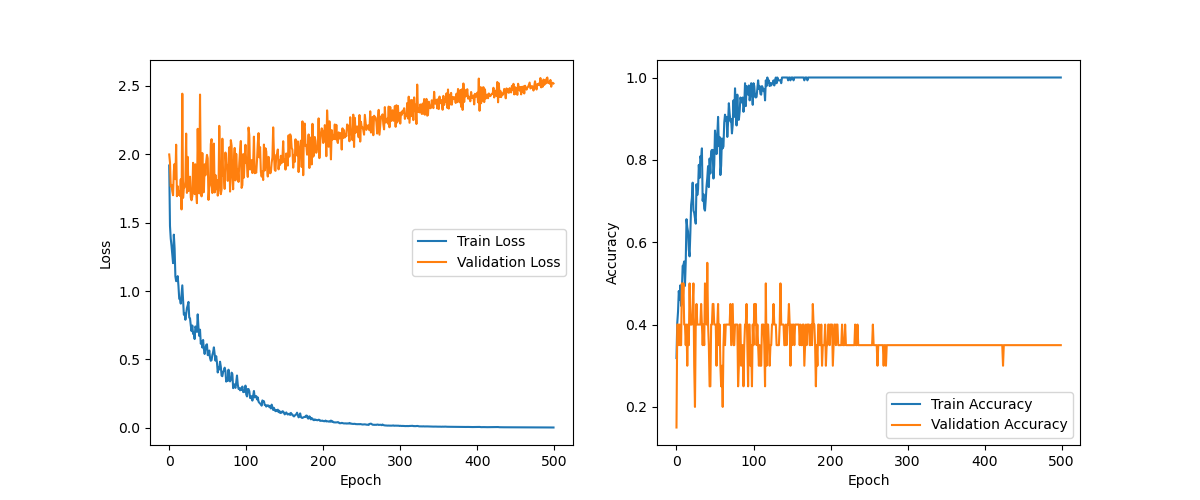 2.5
2.0
1.5
1.0
0.5
0.0
Loss
0 100 200 300 400 500
Epoch
Train Loss
Validation Loss
1.0
0.8
0.6
0.4
0.2
Accuracy
0 100 200 300 400 500
Epoch
Train Accuracy
Validation Accuracy